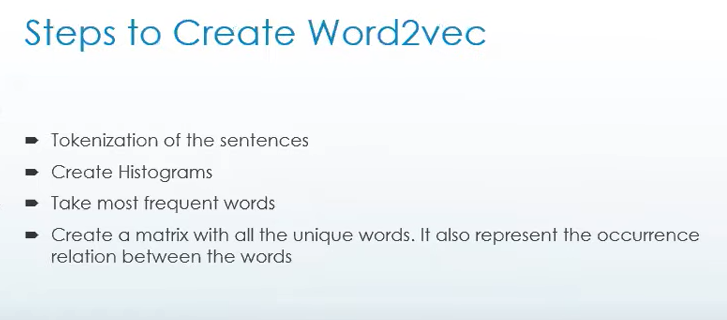 Steps to Create Word2vec
Tokenization of the sentences
Create Histograms
Take most frequent words
Create a matrix with all the unique words. It also represent the occurrence
relation between the words